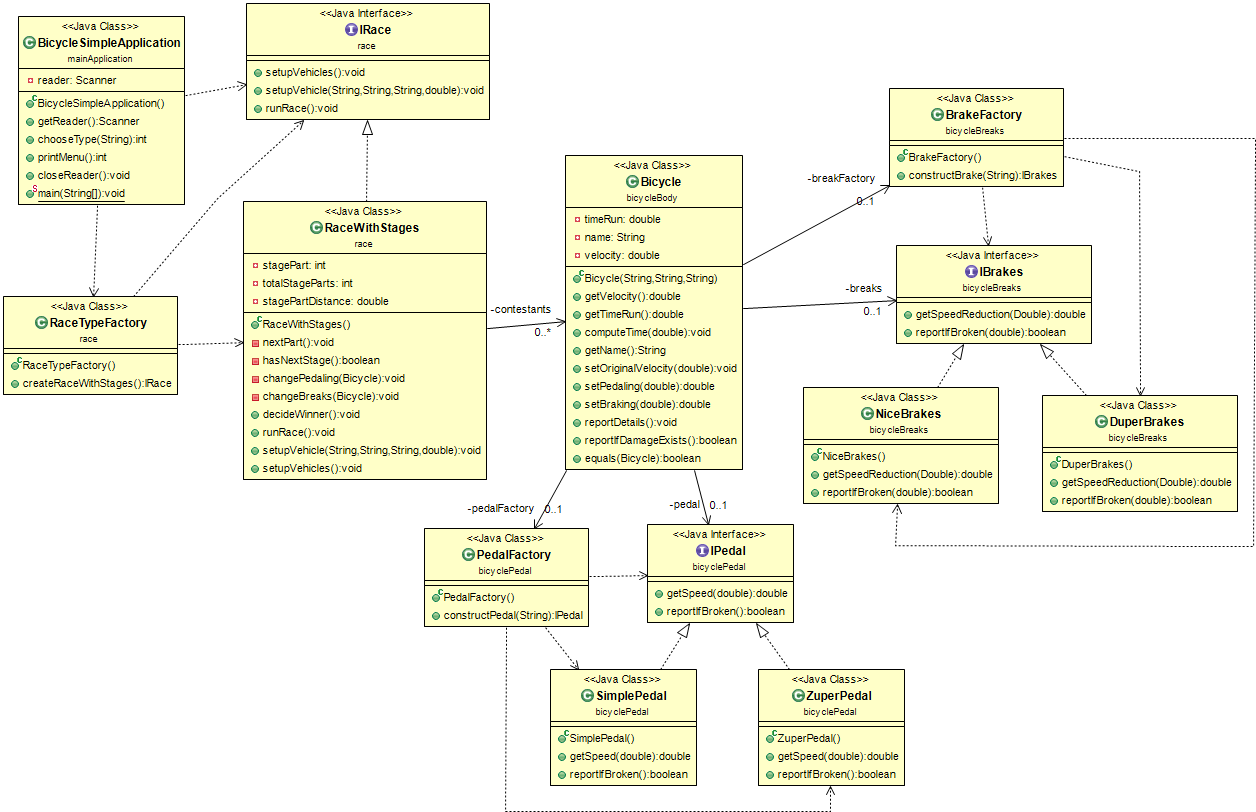 <<Java Class>>
BicycleSimpleApplication
mainApplication
reader: Scanner
BicycleSimpleApplication()
getReader():Scanner
chooseType(String):int
printMenu():int
closeReader():void
main(String[]):void
<<Java Interface>>
IRace
race
setupVehicles():void
setupVehicle(String,String,String,double):void
runRace():void
<<Java Class>>
RaceTypeFactory
race
RaceTypeFactory()
createRaceWithStages():IRace
<<Java Class>>
RaceWithStages
race
stagePart: int
totalStageParts: int
stagePartDistance: double
RaceWithStages()
nextPart():void
hasNextStage():boolean
changePedaling(Bicycle):void
changeBreaks(Bicycle):void
decideWinner():void
runRace():void
setupVehicle(String,String,String,double):void
setupVehicles():void
-contestants
0..*
<<Java Class>>
Bicycle
bicycleBody
timeRun: double
name: String
velocity: double
Bicycle(String,String,String)
getVelocity():double
getTimeRun():double
computeTime(double):void
getName():String
setOriginalVelocity(double):void
setPedaling(double):double
setBraking(double):double
reportDetails():void
reportIfDamageExists():boolean
equals(Bicycle):boolean
-breakFactory
0..1
-breaks
0..1
<<Java Class>>
BrakeFactory
bicycleBreaks
BrakeFactory()
constructBrake(String):IBrakes
<<Java Interface>>
IBrakes
bicycleBreaks
getSpeedReduction(Double):double
reportIfBroken(double):boolean
<<Java Class>>
NiceBrakes
bicycleBreaks
NiceBrakes()
getSpeedReduction(Double):double
reportIfBroken(double):boolean
<<Java Class>>
DuperBrakes
bicycleBreaks
DuperBrakes()
getSpeedReduction(Double):double
reportIfBroken(double):boolean
-pedalFactory
0..1
-pedal
0..1
<<Java Class>>
PedalFactory
bicyclePedal
PedalFactory()
constructPedal(String):IPedal
<<Java Interface>>
IPedal
bicyclePedal
getSpeed(double):double
reportIfBroken():boolean
<<Java Class>>
SimplePedal
bicyclePedal
SimplePedal()
getSpeed(double):double
reportIfBroken():boolean
<<Java Class>>
ZuperPedal
bicyclePedal
ZuperPedal()
getSpeed(double):double
reportIfBroken():boolean